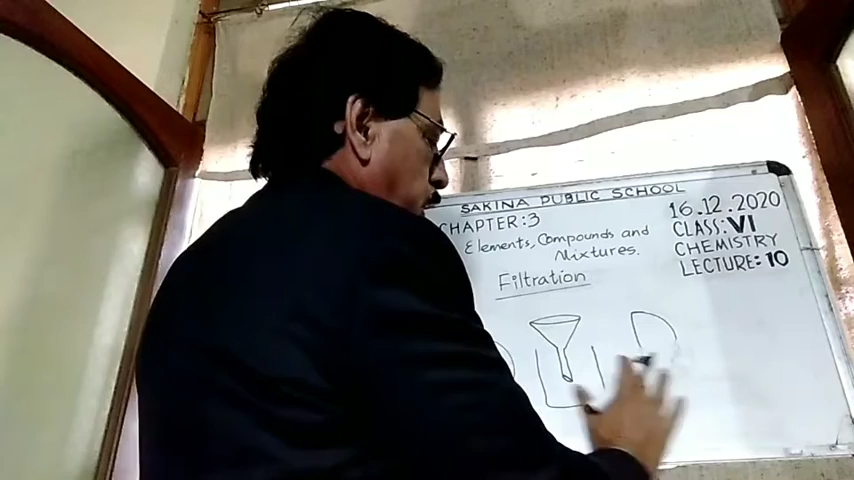 SAKINA PUBLIC SCHOOL
CHAPTER:3
Elements, Compounds and
Mixtures.
Filtration
16.12.2020
CLASS: VI
CHEMISTRY
LECTURE: 10